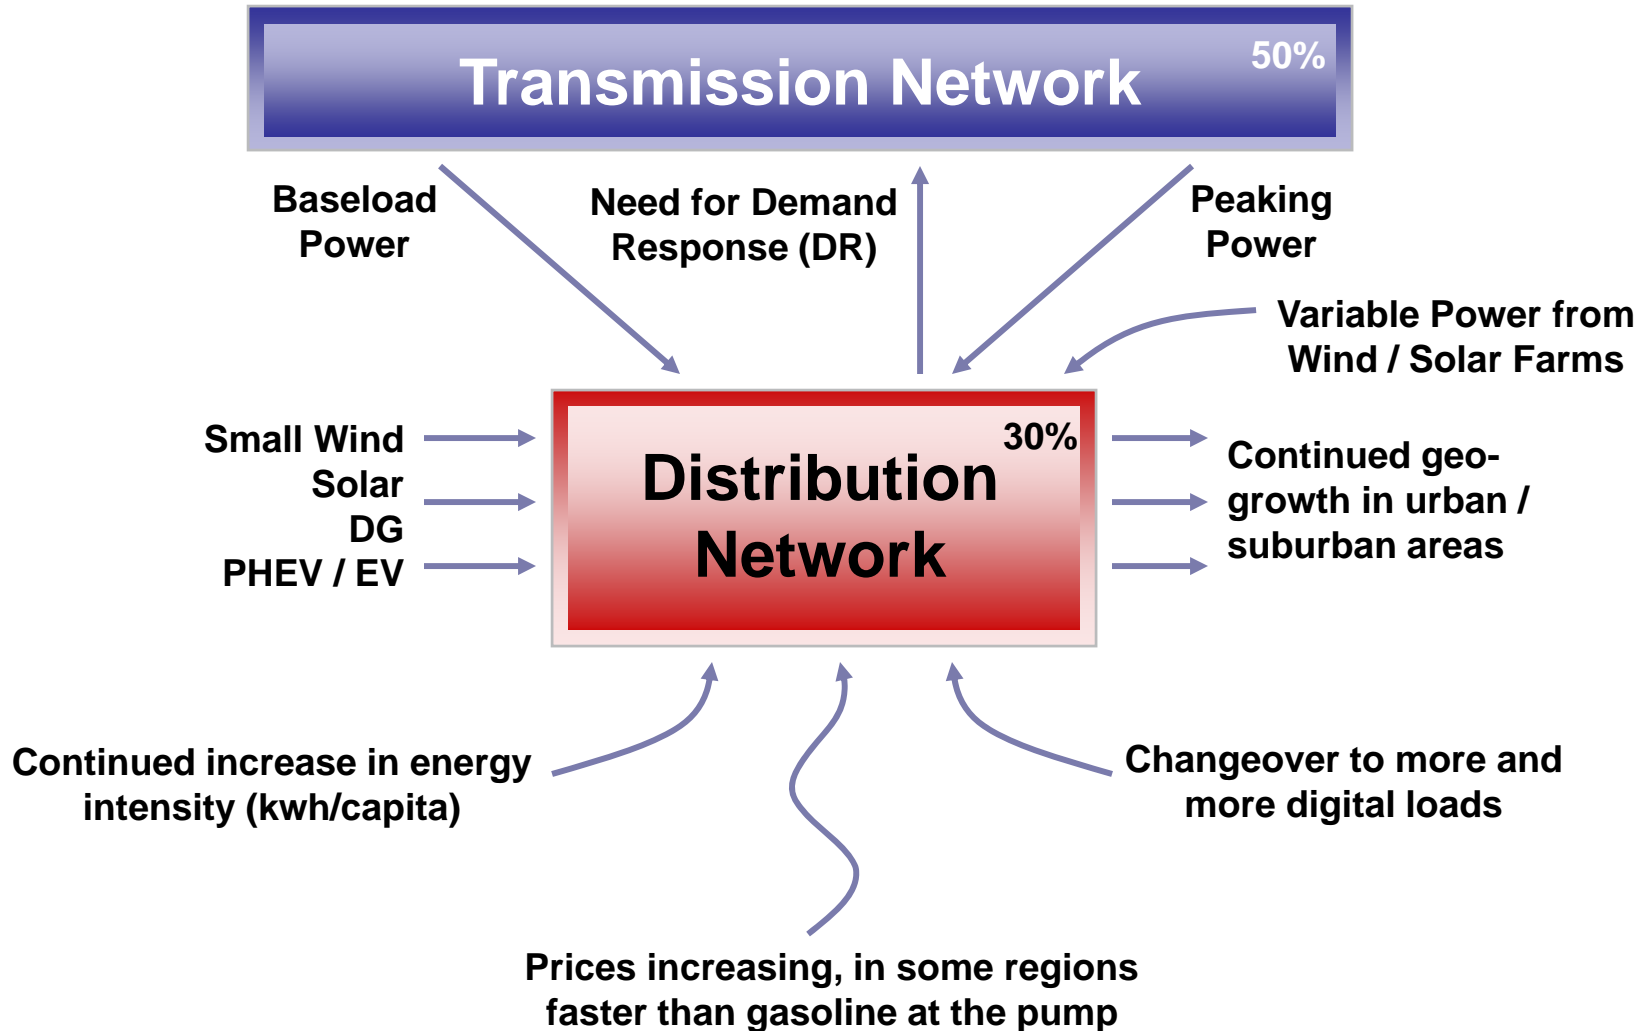 50%
Transmission Network
Baseload
Power
Need for Demand
Response (DR)
Peaking
Power
Variable Power from
Wind / Solar Farms
Small Wind
Solar
DG
PHEV / EV
30%
Distribution
Network
Continued geo-
growth in urban /
suburban areas
Continued increase in energy
intensity (kwh/capita)
Changeover to more and
more digital loads
Prices increasing, in some regions
faster than gasoline at the pump